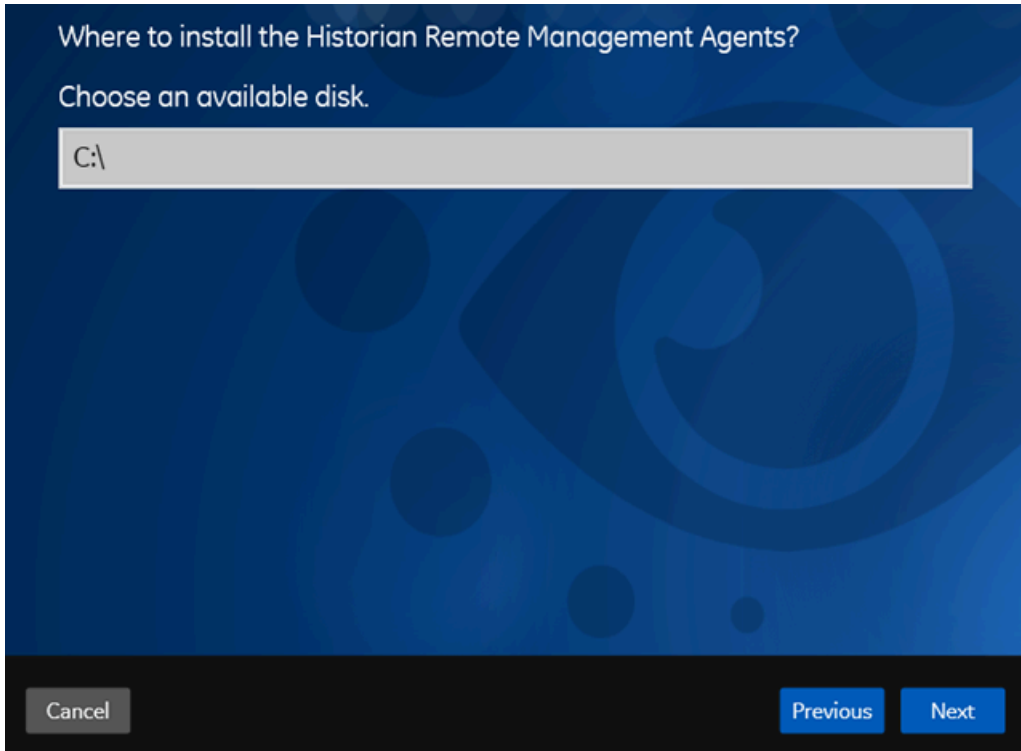 Where to install the Historian Remote Management Agents?
Choose an available disk.
C:\
Cancel
Previous
Next